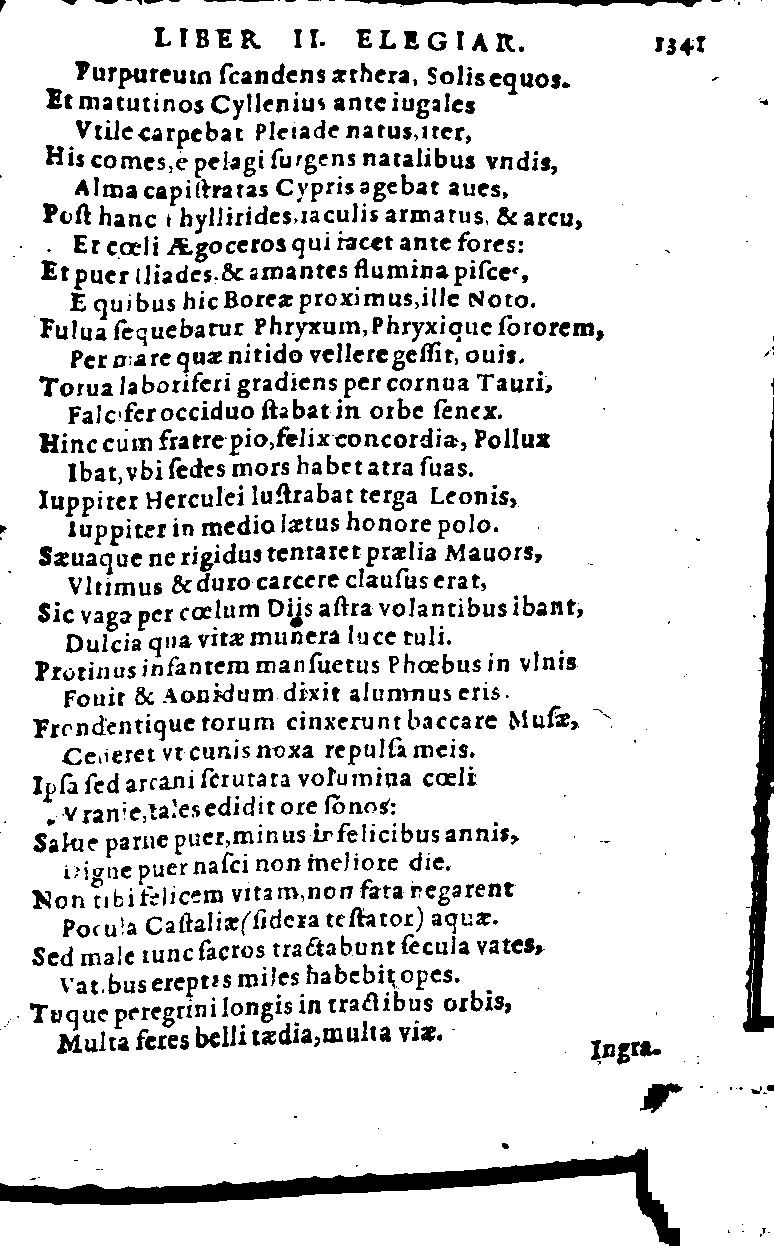 LIBER II. ELEGIAR. 1341
Purpureum ſcandens æthera, Solis equos.
Et matutinos Cyllenius ante iugales
Vtile carpebat Pleiade natus, iter,
His comes, è pelagi ſurgens natalibus vndis,
Alma capiſtratas Cypris agebat aues,
Poſt hanc Thyllirides, iaculis armatus, & arcu,
Et cœli Ægoceros qui iacet ante fores:
Et puer Iliades, & amantes flumina piſces,
E quibus hic Boreæ proximus, ille Noto.
Fulua ſequebatur Phryxum, Phryxique ſororem,
Per mare quæ nitido vellere geſſit, ouis.
Torua laboriferi gradiens per cornua Tauri,
Falcifer occiduo ſtabat in orbe ſenex.
Hinc cum fratre pio, felix concordia, Pollux
Ibat, vbi ſedes mors habet atra ſuas.
Iuppiter Herculei luſtrabat terga Leonis,
Iuppiter in medio lætus honore polo.
Sæuaque ne rigidus tentaret prælia Mauors,
Vltimus & duro carcere clauſus erat,
Sic vaga per cœlum Diis aſtra volantibus ibant,
Dulcia qua vitæ munera luce tuli.
Protinus infantem manſuetus Phœbus in vlnis
Fouit & Aonidum dixit alumnus eris.
Frondentique torum cinxerunt baccare Muſæ,
Cederet vt cunis noxa repulſa meis.
Ipſa ſed arcani ſcrutata volumina cœli
Vranie, tales edidit ore ſonos:
Salue parue puer, minus infelicibus annis,
Digne puer naſci non meliore die.
Non tibi felicem vitam, non fata negarent
Pocula Caſtaliæ (ſidera teſtator) aquæ.
Sed male tunc ſacros tractabunt ſecula vates,
Vatibus ereptas miles habebit opes.
Tuque peregrini longis in tractibus orbis,
Multa feres belli tædia, multa viæ.
Ingra-